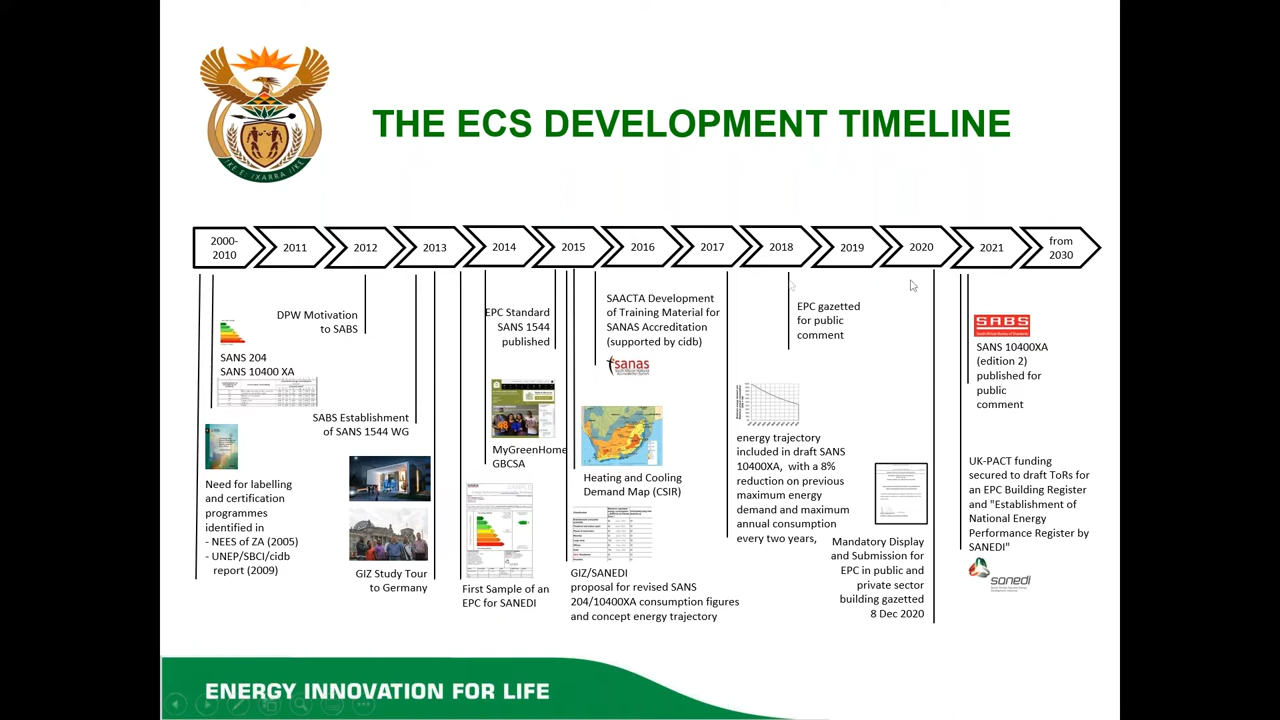 THE ECS DEVELOPMENT TIMELINE
!KE E: /XARRA //KE
2000-
2010
2011
2012
2013
2014
2015
2016
2017
2018
2019
2020
2021
from
2030
SANS 204
SANS 10400 XA
Need for labelling
and certification
programmes
identified in
- NEES of ZA (2005)
- UNEP/SBCI/cidb
report (2009)
DPW Motivation
to SABS
SABS Establishment
of SANS 1544 WG
GIZ Study Tour
to Germany
EPC Standard
SANS 1544
published
MyGreenHome
GBCSA
First Sample of an
EPC for SANEDI
SAACTA Development
of Training Material for
SANAS Accreditation
(supported by cidb)
sanas
Heating and Cooling
Demand Map (CSIR)
GIZ/SANEDI
proposal for revised SANS
204/10400XA consumption figures
and concept energy trajectory
energy trajectory
included in draft SANS
10400XA, with a 8%
reduction on previous
maximum energy
demand and maximum
annual consumption
every two years,
EPC gazetted
for public
comment
Mandatory Display
and Submission for
EPC in public and
private sector
building gazetted
8 Dec 2020
SABS
SANS 10400XA
(edition 2)
published for
public
comment
UK-PACT funding
secured to draft ToRs for
an EPC Building Register
and "Establishment of
National Energy
Performance Register by
SANEDI"
sanedi
ENERGY INNOVATION FOR LIFE